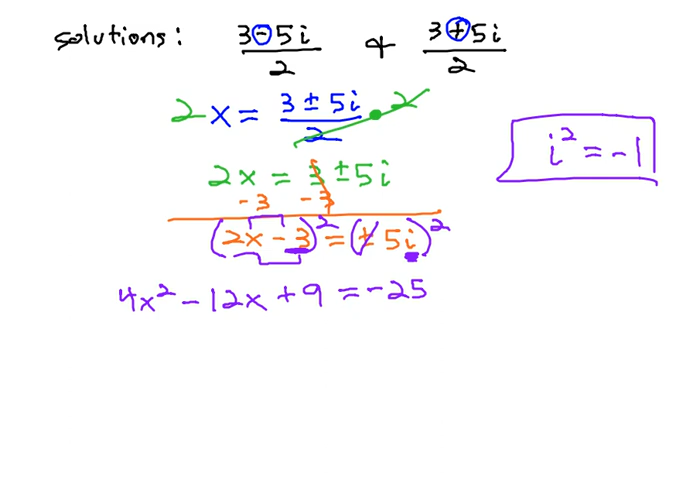 solutions: (3-5i)/2 & (3+5i)/2
2 x = (3 ± 5i)/2 • 2
i² = -1
2x = 3 ± 5i
-3 -3
(2x - 3)² = (± 5i)²
4x² - 12x + 9 = -25